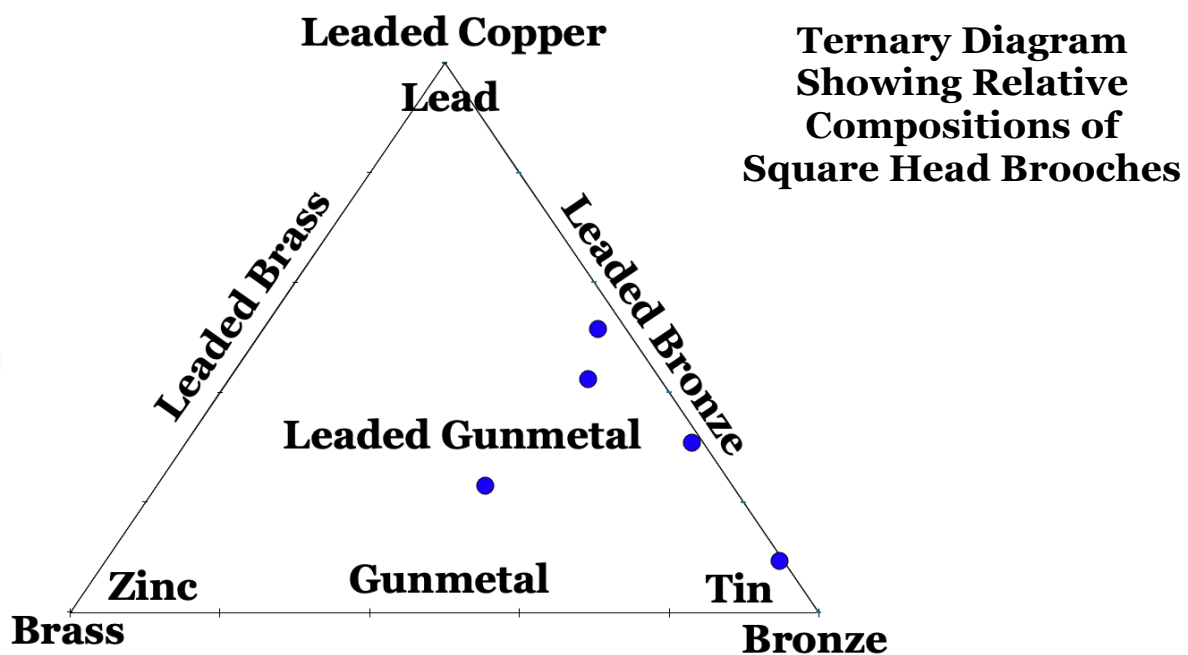 Leaded Copper
Lead
Ternary Diagram
Showing Relative
Compositions of
Square Head Brooches
Leaded Brass
Leaded Bronze
Leaded Gunmetal
Zinc
Gunmetal
Tin
Brass
Bronze